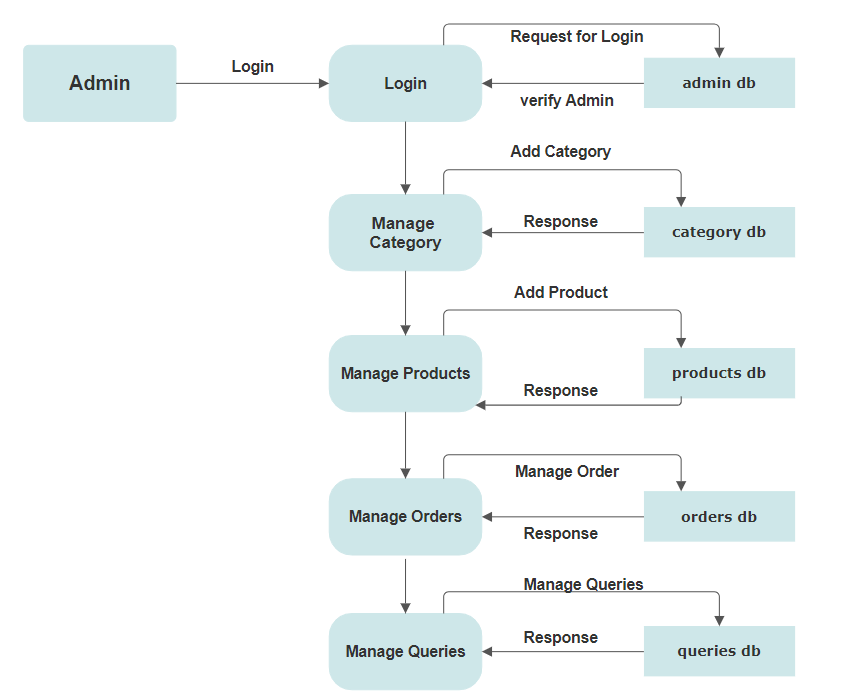 Request for Login
Admin
Login
Login
admin db
verify Admin
Add Category
Manage
Category
Response
category db
Add Product
Manage Products
products db
Response
Manage Order
Manage Orders
orders db
Response
Manage Queries
Response
Manage Queries
queries db